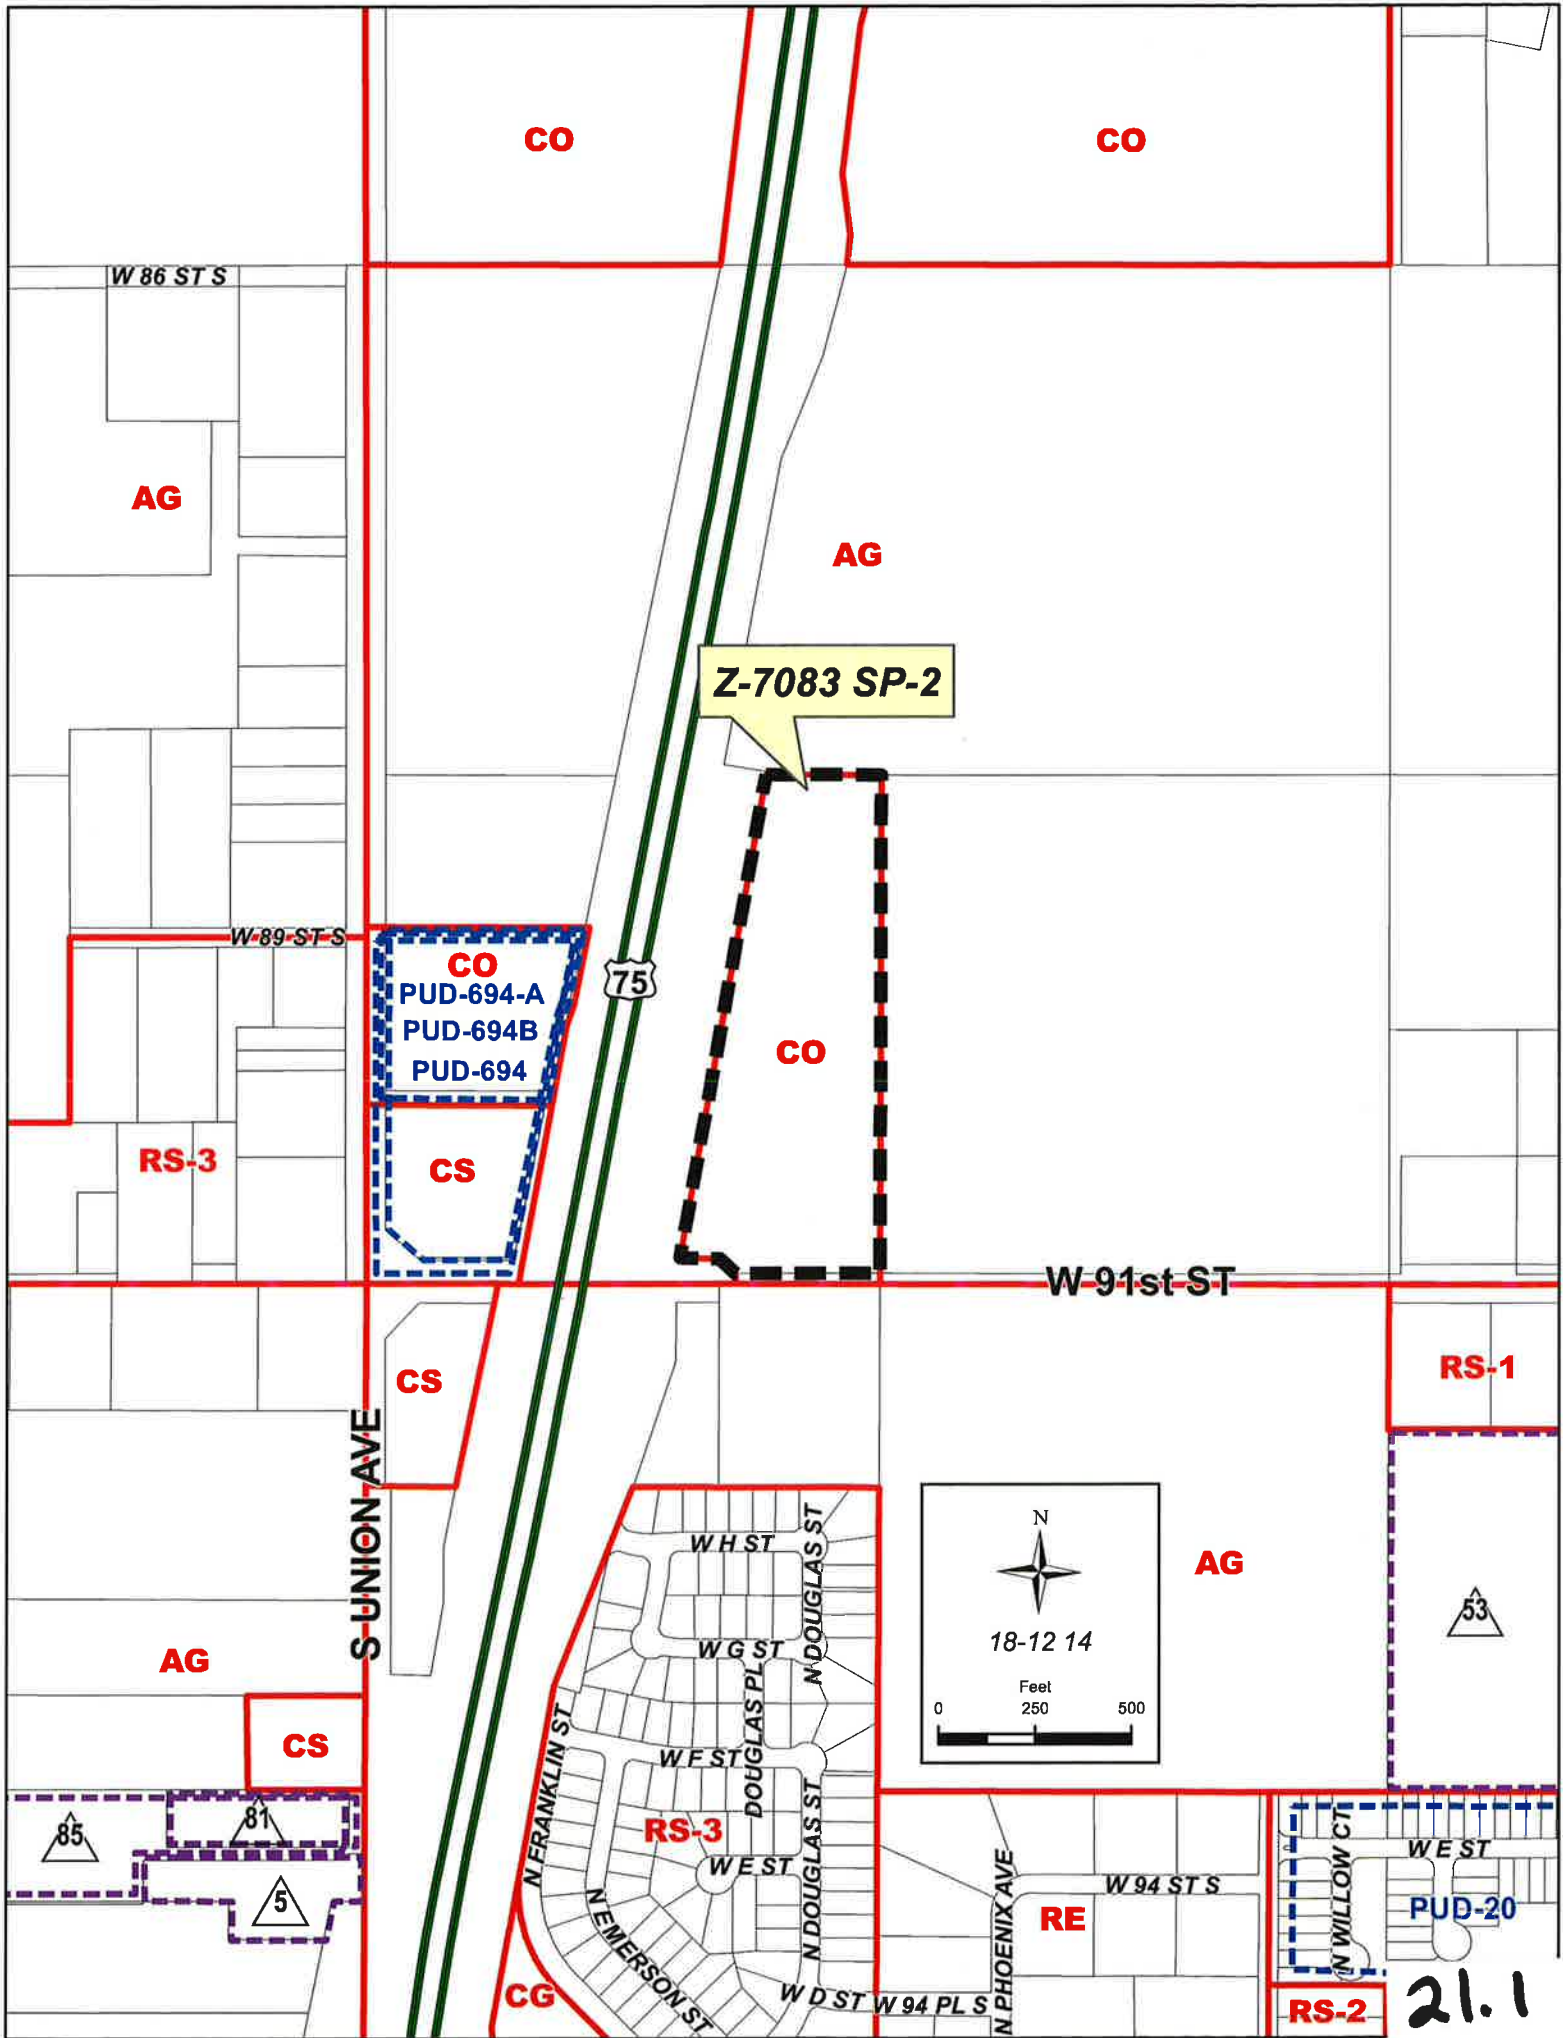 CO
CO
W 86 ST S
AG
AG
Z-7083 SP-2
W 89 ST S
CO
PUD-694-A
PUD-694B
PUD-694
75
CO
RS-3
CS
W 91st ST
CS
RS-1
S UNION AVE
N
18-12 14
Feet
0 250 500
AG
53
W H ST
N DOUGLAS ST
W G ST
DOUGLAS PL
AG
CS
N FRANKLIN ST
W F ST
N DOUGLAS ST
RS-3
85
81
5
W E ST
N EMERSON ST
W D ST
W 94 PL S
N PHOENIX AVE
W 94 ST S
RE
N WILLOW CT
W E ST
PUD-20
CG
RS-2
21.1